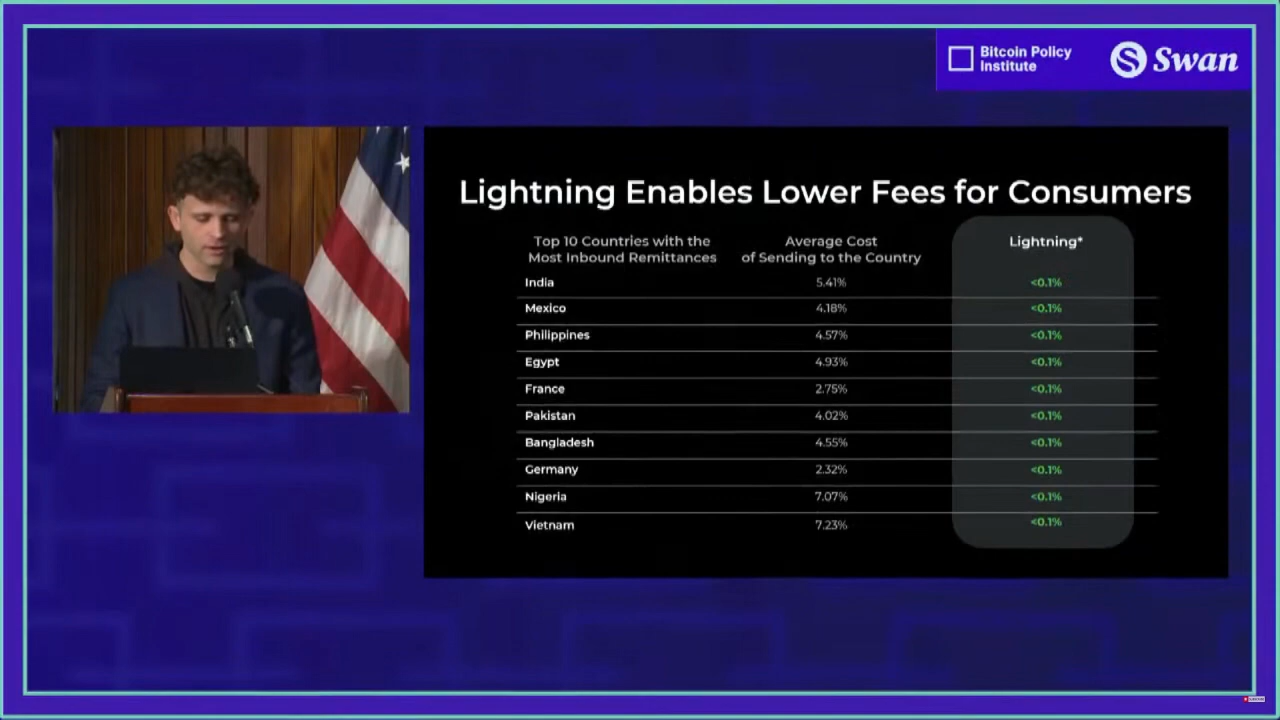 Bitcoin Policy
Institute
Swan
Lightning Enables Lower Fees for Consumers
Top 10 Countries with the
Most Inbound Remittances
Average Cost
of Sending to the Country
Lightning*
India 5.41% <0.1%
Mexico 4.18% <0.1%
Philippines 4.57% <0.1%
Egypt 4.93% <0.1%
France 2.75% <0.1%
Pakistan 4.02% <0.1%
Bangladesh 4.55% <0.1%
Germany 2.32% <0.1%
Nigeria 7.07% <0.1%
Vietnam 7.23% <0.1%